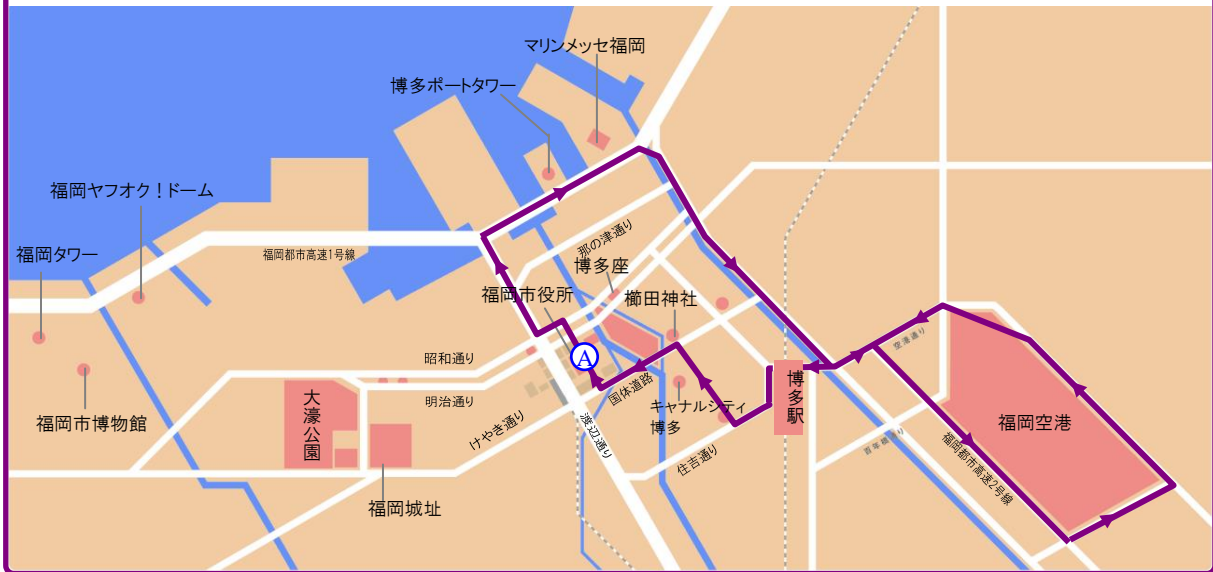 マリンメッセ福岡
博多ポートタワー
福岡ヤフオク！ドーム
福岡タワー
福岡都市高速1号線
那の津通り
博多座
福岡市役所
櫛田神社
空港通り
昭和通り
A
国体道路
明治通り
キャナルシティ
博多
博多駅
大濠公園
福岡市博物館
けやき通り
渡辺通り
住吉通り
百年橋通り
福岡空港
福岡都市高速2号線
福岡城址